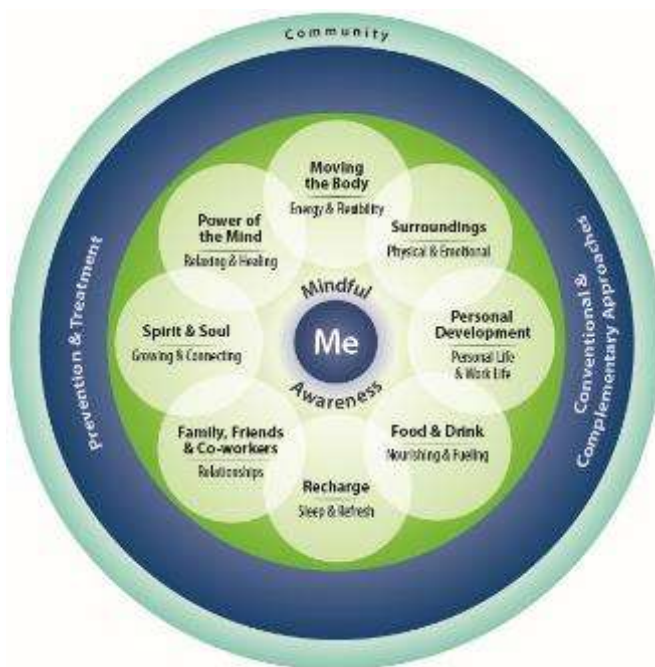 Community
Prevention & Treatment
Conventional &
Complementary Approaches
Moving
the Body
Energy & Flexibility
Surroundings
Physical & Emotional
Personal
Development
Personal Life
& Work Life
Food & Drink
Nourishing & Fueling
Recharge
Sleep & Refresh
Family, Friends
& Co-workers
Relationships
Spirit & Soul
Growing & Connecting
Power of
the Mind
Relaxing & Healing
Mindful
Me
Awareness